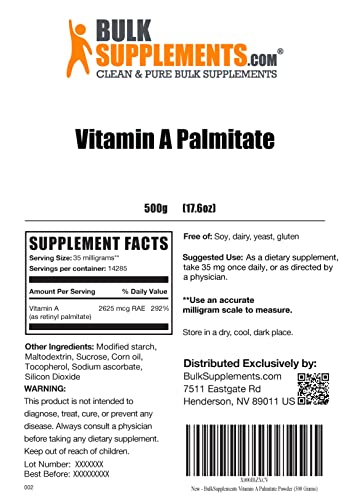 BULK
SUPPLEMENTS.COM®
CLEAN & PURE BULK SUPPLEMENTS
Vitamin A Palmitate
500g (17.6oz)
SUPPLEMENT FACTS
Serving Size: 35 milligrams**
Servings per container: 14285
Amount Per Serving % Daily Value
Vitamin A 2625 mcg RAE 292%
(as retinyl palmitate)
Other Ingredients: Modified starch,
Maltodextrin, Sucrose, Corn oil,
Tocopherol, Sodium ascorbate,
Silicon Dioxide
WARNING:
This product is not intended to
diagnose, treat, cure, or prevent any
disease. Always consult a physician
before taking any dietary supplement.
Keep out of reach of children.
Lot Number: XXXXXXX
Best Before: XXXXXXXXX
002
Free of: Soy, dairy, yeast, gluten
Suggested Use: As a dietary supplement,
take 35 mg once daily, or as directed by
a physician.
**Use an accurate
milligram scale to measure.
Store in a dry, cool, dark place.
Distributed Exclusively by:
BulkSupplements.com
7511 Eastgate Rd
Henderson, NV 89011 US
New - BulkSupplements Vitamin A Palmitate Powder (500 Grams)